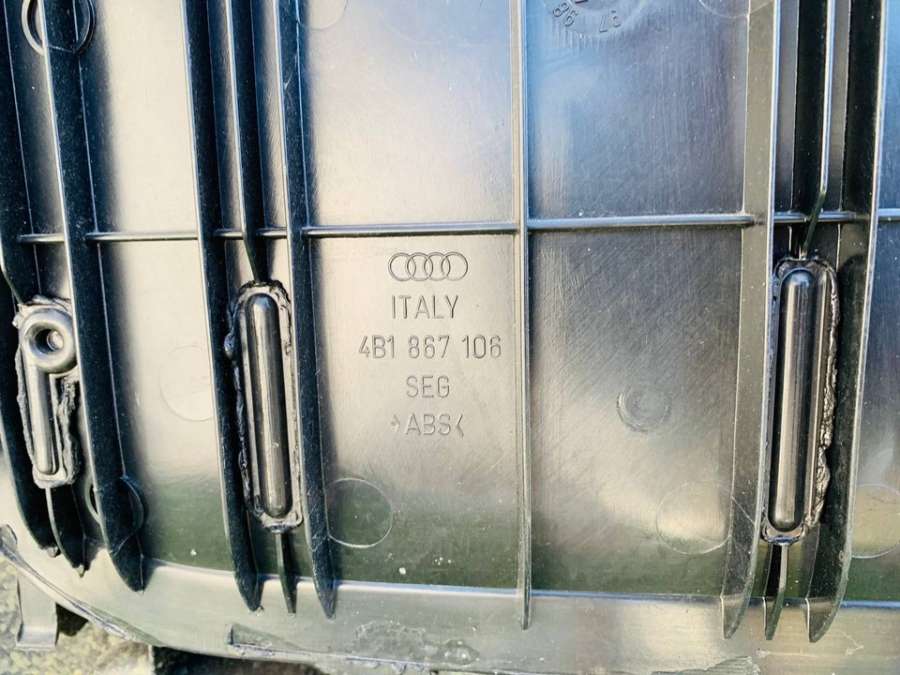 ITALY
4B1 867 106
SEG
>ABS<